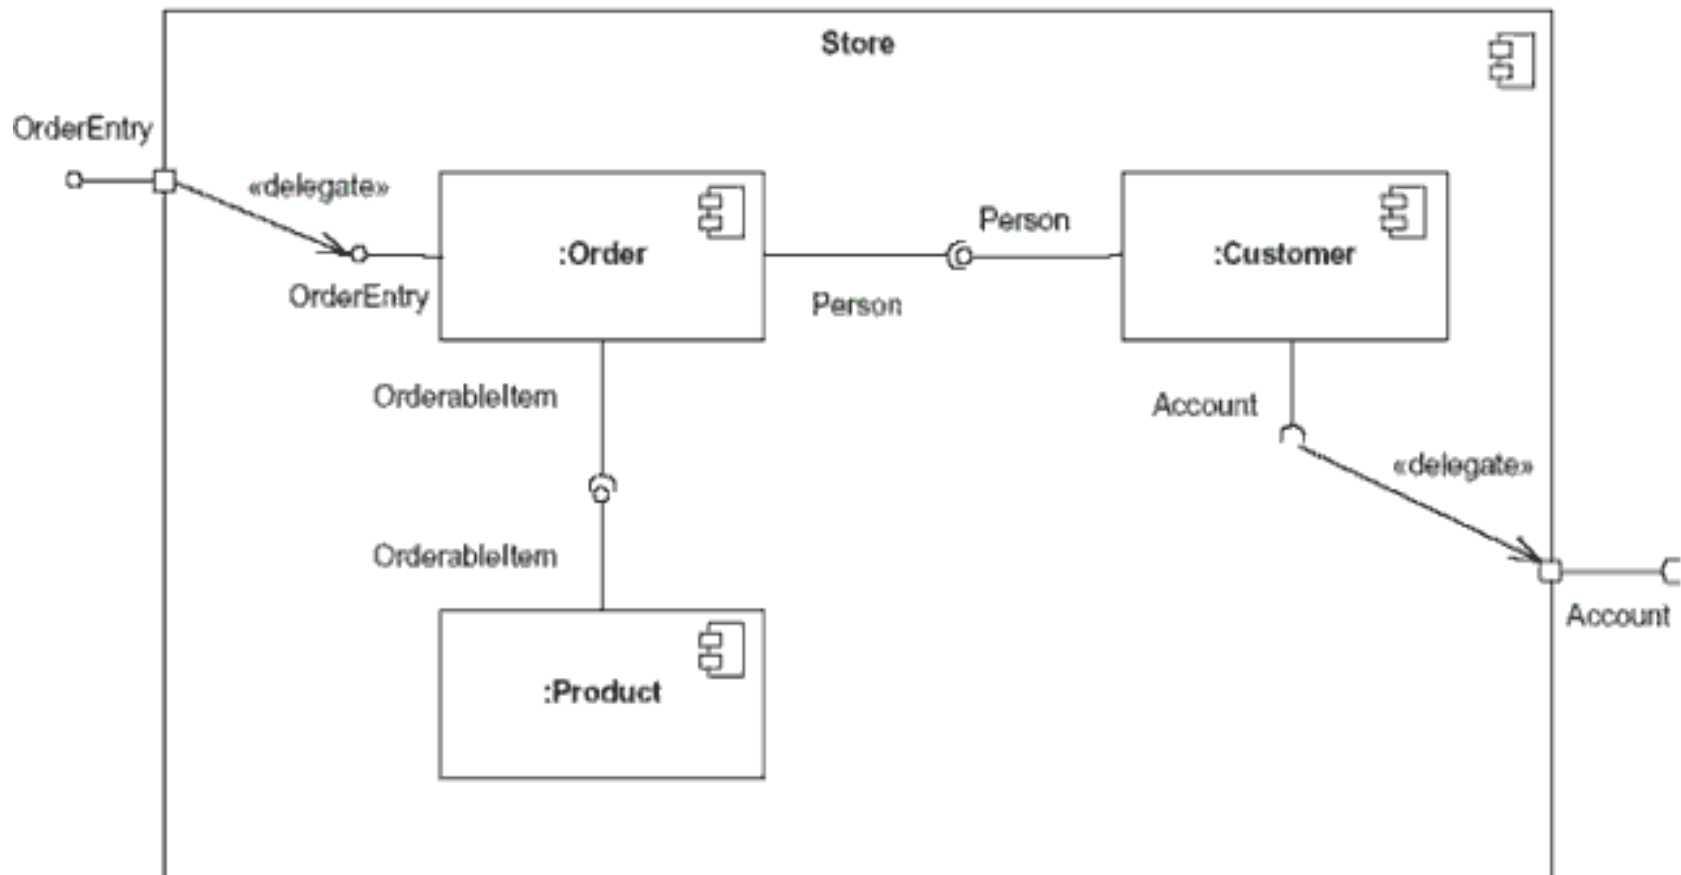 Store
OrderEntry
«delegate»
:Order
OrderEntry
Person
Person
:Customer
OrderableItem
Account
«delegate»
OrderableItem
Account
:Product